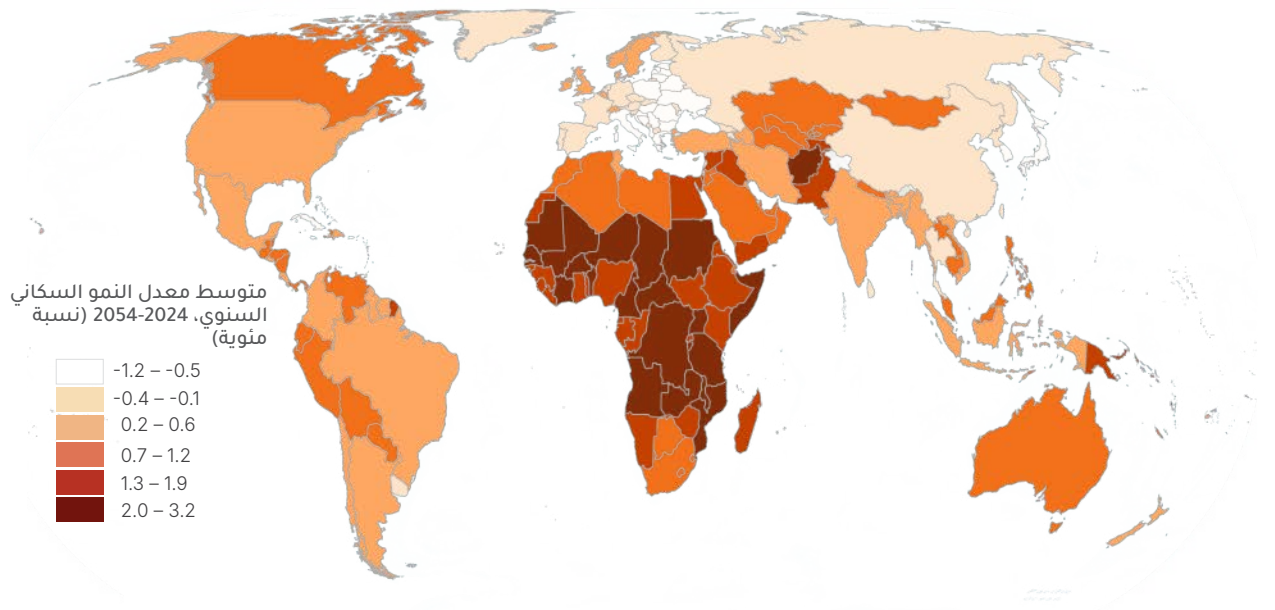 متوسط معدل النمو السكاني
السنوي، 2024-2054 (نسبة
مئوية)
-1.2 – -0.5
-0.4 – -0.1
0.2 – 0.6
0.7 – 1.2
1.3 – 1.9
2.0 – 3.2